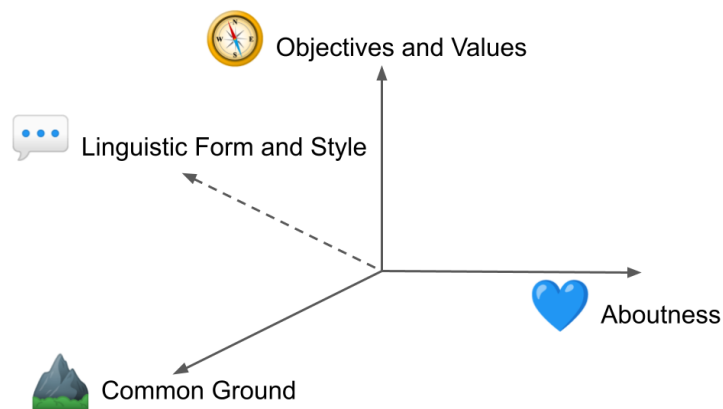 N
W E
S
Objectives and Values
Linguistic Form and Style
Aboutness
Common Ground